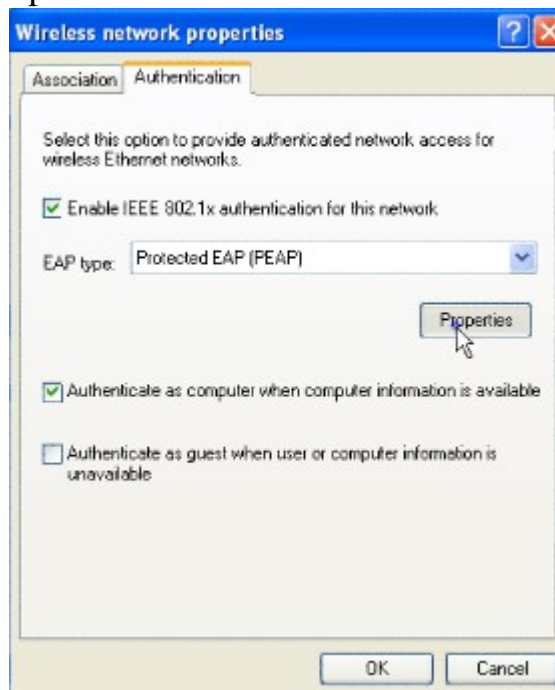 Wireless network properties
Association Authentication
Select this option to provide authenticated network access for
wireless Ethernet networks.
Enable IEEE 802.1x authentication for this network
EAP type: Protected EAP (PEAP)
Properties
Authenticate as computer when computer information is available
Authenticate as guest when user or computer information is
unavailable
OK Cancel